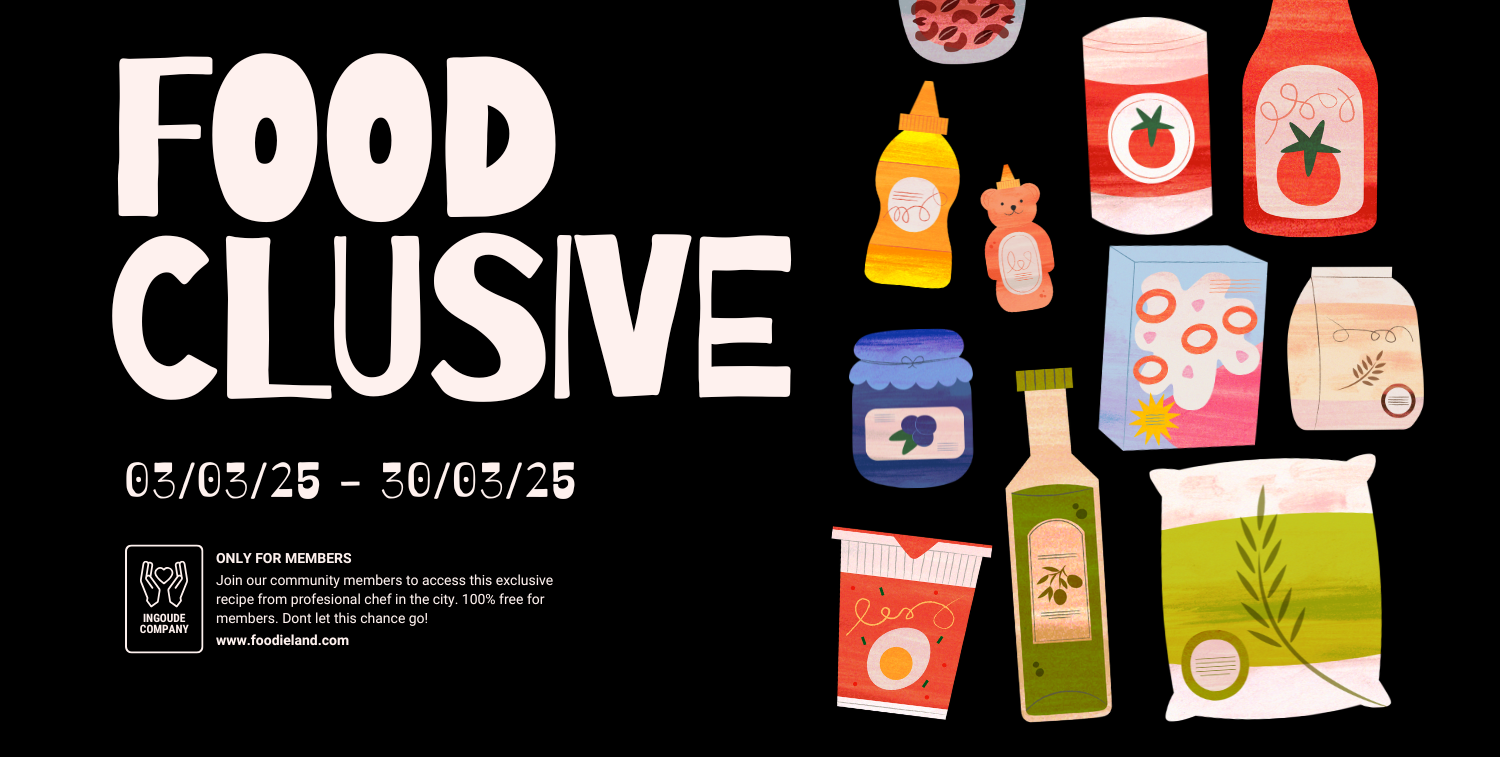 FOOD
CLUSIVE
03/03/25 – 30/03/25
INGOUDE
COMPANY
ONLY FOR MEMBERS
Join our community members to access this exclusive
recipe from profesional chef in the city. 100% free for
members. Dont let this chance go!
www.foodieland.com